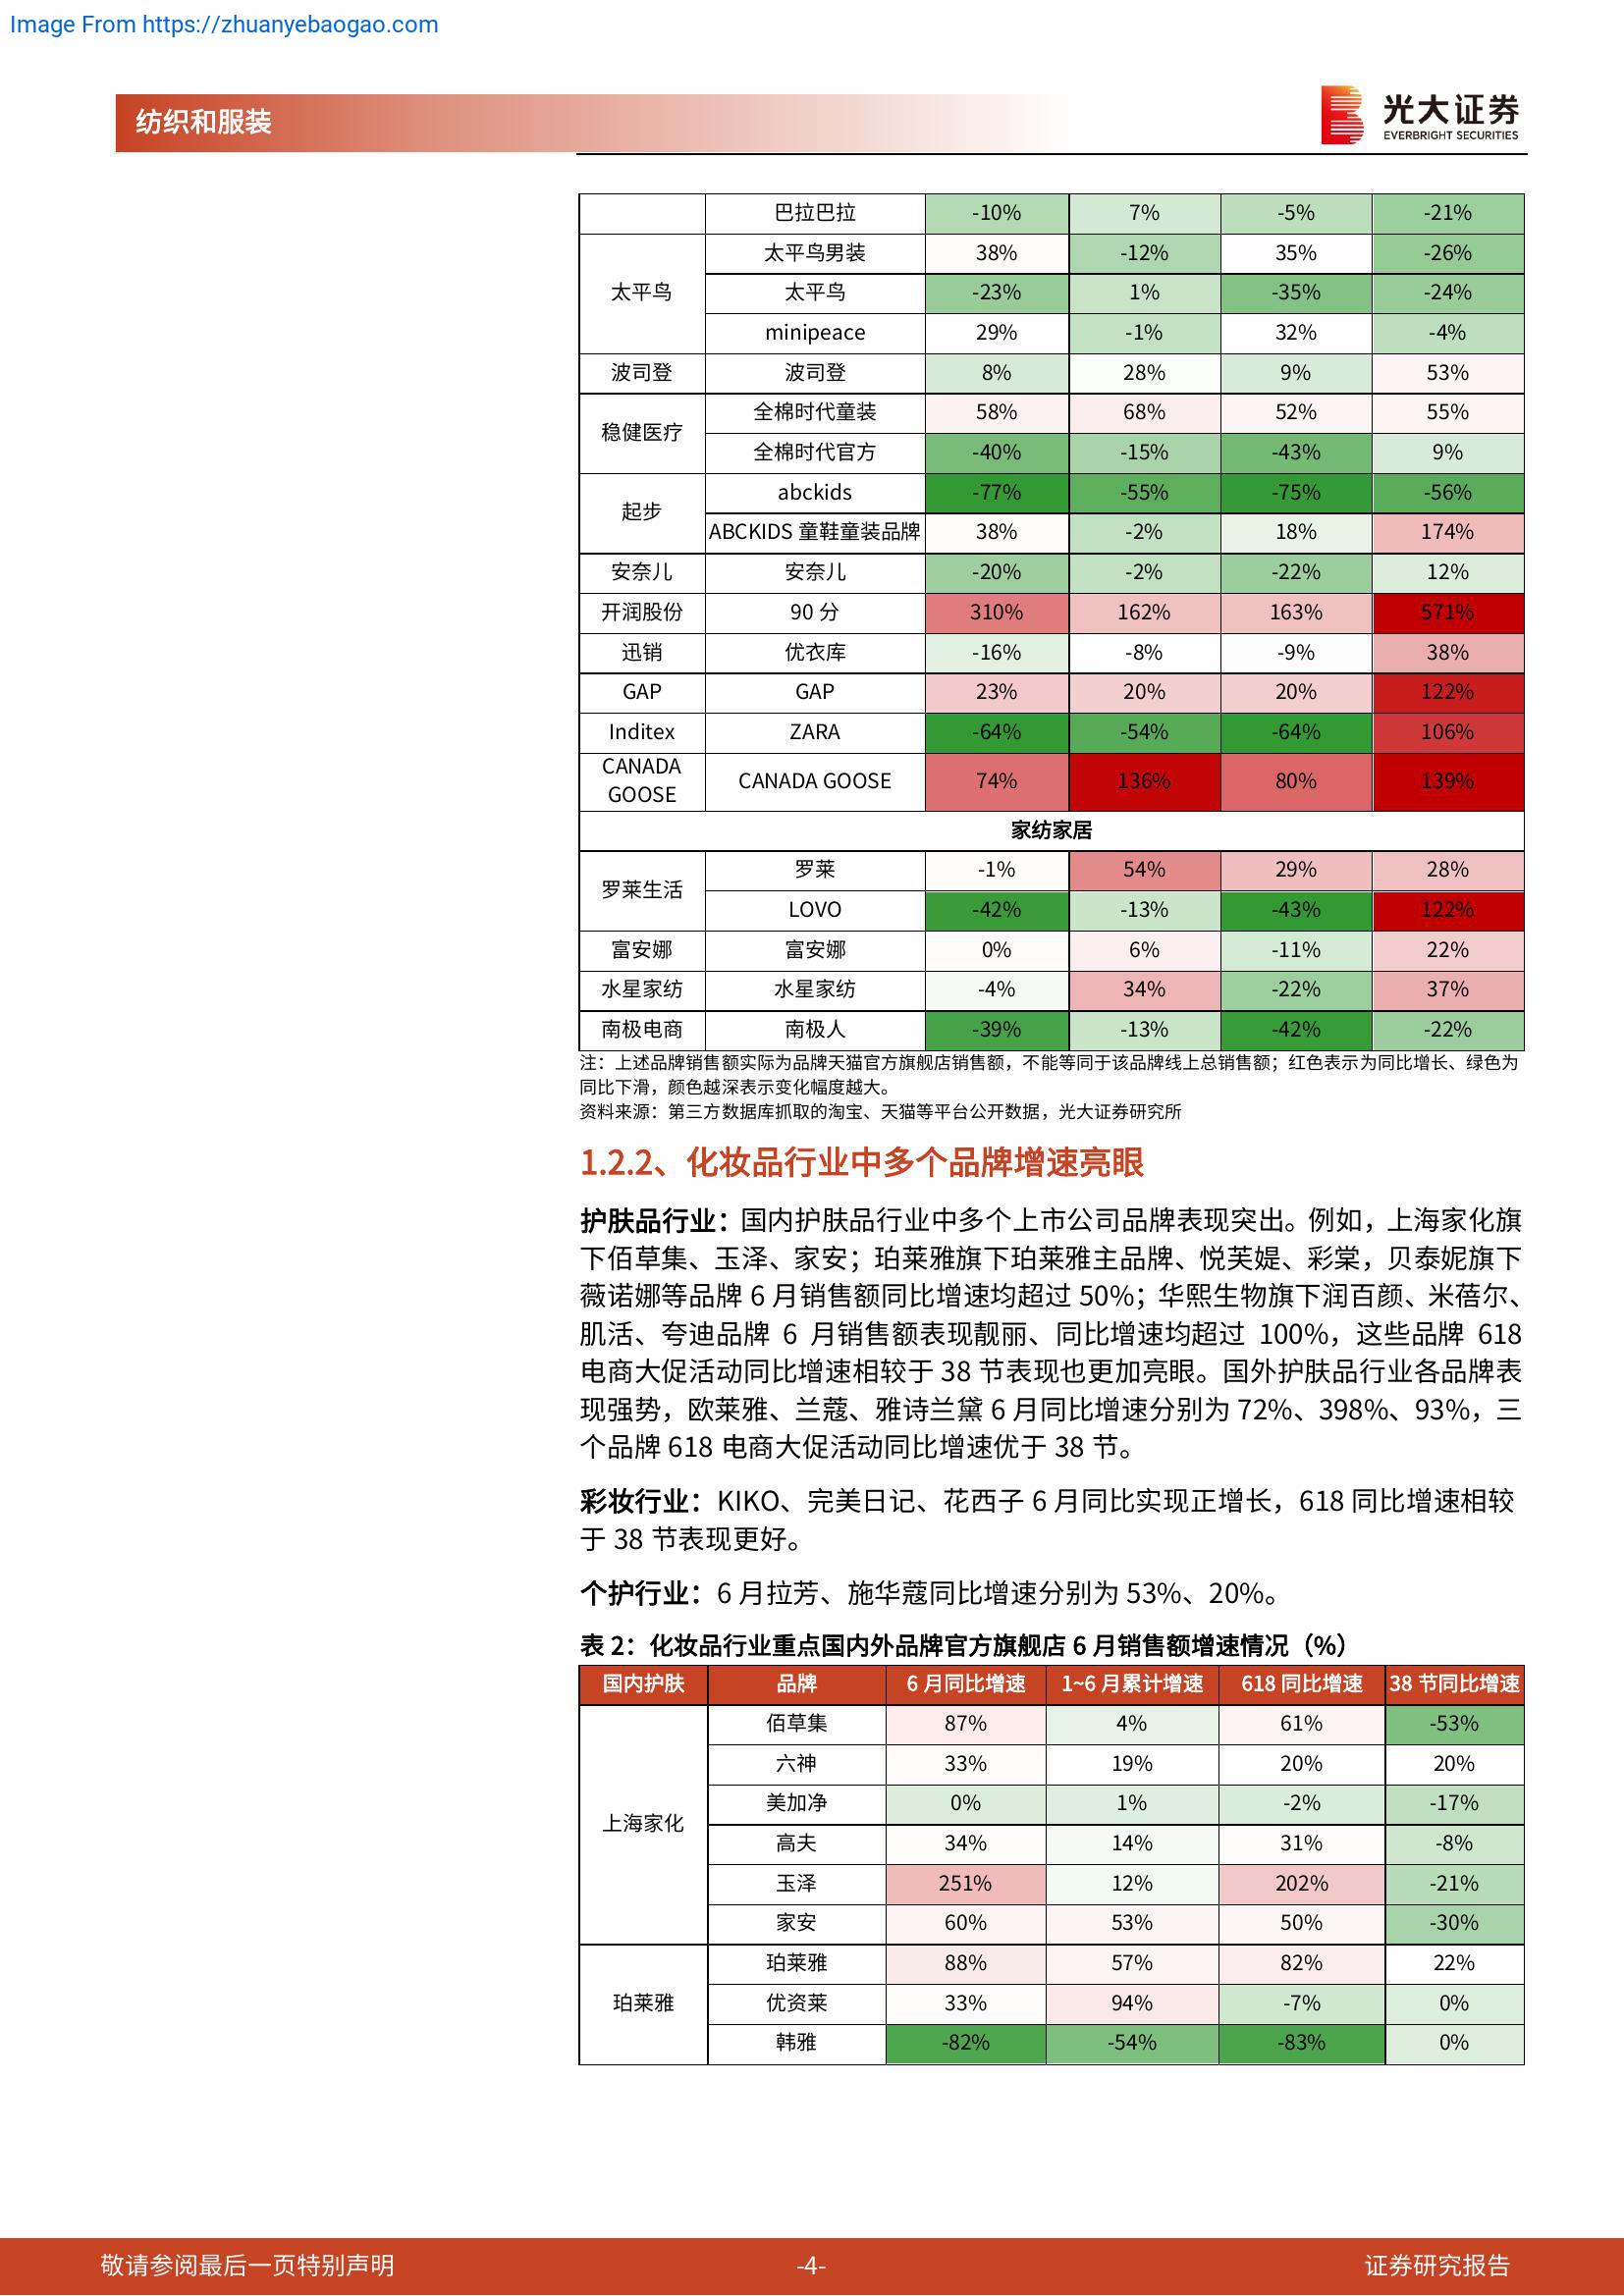 Image From https://zhuanyebaogao.com
纺织和服装
光大证券
EVERBRIGHT SECURITIES
巴拉巴拉 -10% 7% -5% -21%
太平鸟 太平鸟男装 38% -12% 35% -26%
太平鸟 -23% 1% -35% -24%
minipeace 29% -1% 32% -4%
波司登 波司登 8% 28% 9% 53%
稳健医疗 全棉时代童装 58% 68% 52% 55%
全棉时代官方 -40% -15% -43% 9%
起步 abckids -77% -55% -75% -56%
ABCKIDS 童鞋童装品牌 38% -2% 18% 174%
安奈儿 安奈儿 -20% -2% -22% 12%
开润股份 90 分 310% 162% 163% 571%
迅销 优衣库 -16% -8% -9% 38%
GAP GAP 23% 20% 20% 122%
Inditex ZARA -64% -54% -64% 106%
CANADA GOOSE CANADA GOOSE 74% 136% 80% 139%
家纺家居
罗莱生活 罗莱 -1% 54% 29% 28%
LOVO -42% -13% -43% 122%
富安娜 富安娜 0% 6% -11% 22%
水星家纺 水星家纺 -4% 34% -22% 37%
南极电商 南极人 -39% -13% -42% -22%
注：上述品牌销售额实际为品牌天猫官方旗舰店销售额，不能等同于该品牌线上总销售额；红色表示为同比增长、绿色为
同比下滑，颜色越深表示变化幅度越大。
资料来源：第三方数据库抓取的淘宝、天猫等平台公开数据，光大证券研究所
1.2.2、化妆品行业中多个品牌增速亮眼
护肤品行业：国内护肤品行业中多个上市公司品牌表现突出。例如，上海家化旗
下佰草集、玉泽、家安；珀莱雅旗下珀莱雅主品牌、悦芙媞、彩棠，贝泰妮旗下
薇诺娜等品牌 6 月销售额同比增速均超过 50%；华熙生物旗下润百颜、米蓓尔、
肌活、夸迪品牌 6 月销售额表现靓丽、同比增速均超过 100%，这些品牌 618
电商大促活动同比增速相较于 38 节表现也更加亮眼。国外护肤品行业各品牌表
现强势，欧莱雅、兰蔻、雅诗兰黛 6 月同比增速分别为 72%、398%、93%，三
个品牌 618 电商大促活动同比增速优于 38 节。
彩妆行业：KIKO、完美日记、花西子 6 月同比实现正增长，618 同比增速相较
于 38 节表现更好。
个护行业：6 月拉芳、施华蔻同比增速分别为 53%、20%。
表 2：化妆品行业重点国内外品牌官方旗舰店 6 月销售额增速情况（%）
国内护肤 品牌 6 月同比增速 1~6 月累计增速 618 同比增速 38 节同比增速
上海家化 佰草集 87% 4% 61% -53%
六神 33% 19% 20% 20%
美加净 0% 1% -2% -17%
高夫 34% 14% 31% -8%
玉泽 251% 12% 202% -21%
家安 60% 53% 50% -30%
珀莱雅 珀莱雅 88% 57% 82% 22%
优资莱 33% 94% -7% 0%
韩雅 -82% -54% -83% 0%
敬请参阅最后一页特别声明 -4- 证券研究报告